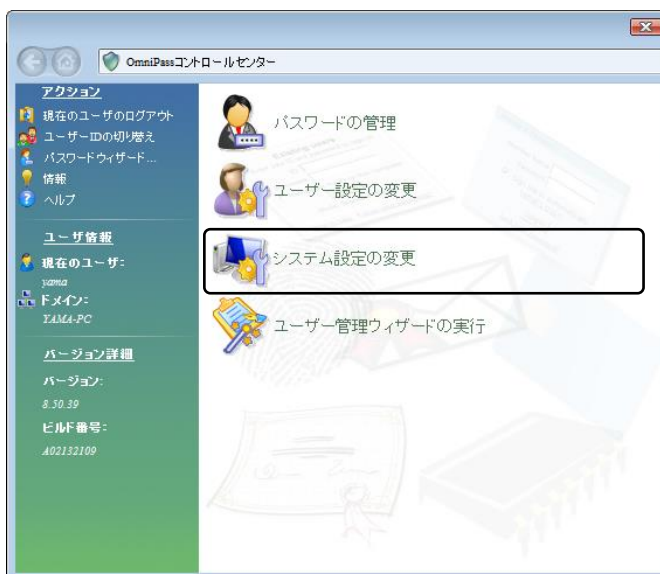 OmniPassコントロールセンター
アクション
現在のユーザのログアウト
ユーザーIDの切り替え
パスワードウィザード...
情報
ヘルプ
ユーザ情報
現在のユーザ:
yama
ドメイン:
YAMA-PC
バージョン詳細
バージョン:
8.50.39
ビルド番号:
A02132109
パスワードの管理
ユーザー設定の変更
システム設定の変更
ユーザー管理ウィザードの実行